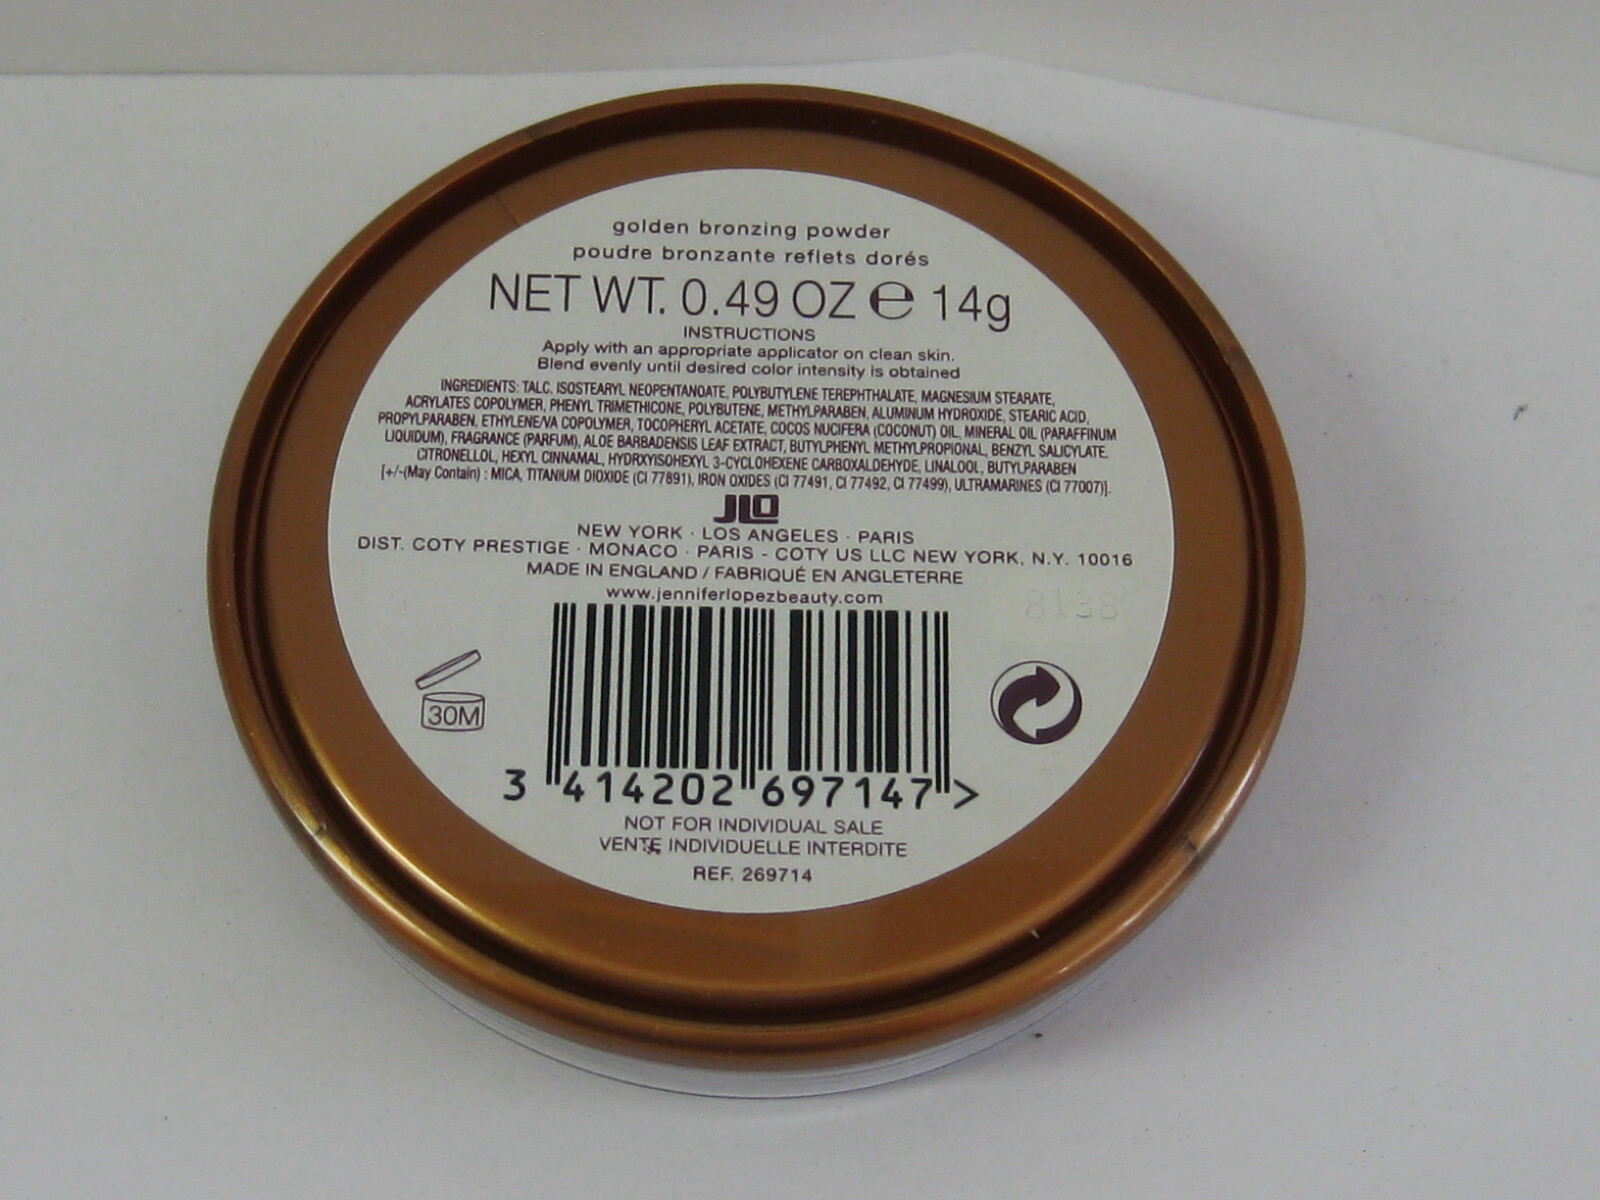 golden bronzing powder
poudre bronzante reflets dorés
NET WT. 0.49 OZ ℮ 14g
INSTRUCTIONS
Apply with an appropriate applicator on clean skin.
Blend evenly until desired color intensity is obtained
INGREDIENTS: TALC, ISOSTEARYL NEOPENTANOATE, POLYBUTYLENE TEREPHTHALATE, MAGNESIUM STEARATE,
ACRYLATES COPOLYMER, PHENYL TRIMETHICONE, POLYBUTENE, METHYLPARABEN, ALUMINUM HYDROXIDE, STEARIC ACID,
PROPYLPARABEN, ETHYLENE/VA COPOLYMER, TOCOPHERYL ACETATE, COCOS NUCIFERA (COCONUT) OIL, MINERAL OIL (PARAFFINUM
LIQUIDUM), FRAGRANCE (PARFUM), ALOE BARBADENSIS LEAF EXTRACT, BUTYLPHENYL METHYLPROPIONAL, BENZYL SALICYLATE.
CITRONELLOL, HEXYL CINNAMAL, HYDRXYISOHEXYL 3-CYCLOHEXENE CARBOXALDEHYDE, LINALOOL, BUTYLPARABEN
[+/-(May Contain) : MICA, TITANIUM DIOXIDE (CI 77891), IRON OXIDES (CI 77491, CI 77492, CI 77499), ULTRAMARINES (CI 77007)].
JLO
NEW YORK · LOS ANGELES · PARIS
DIST. COTY PRESTIGE · MONACO · PARIS - COTY US LLC NEW YORK, N.Y. 10016
MADE IN ENGLAND / FABRIQUÉ EN ANGLETERRE
www.jenniferlopezbeauty.com
8138
30M
3 414202 697147 >
NOT FOR INDIVIDUAL SALE
VENTE INDIVIDUELLE INTERDITE
REF. 269714